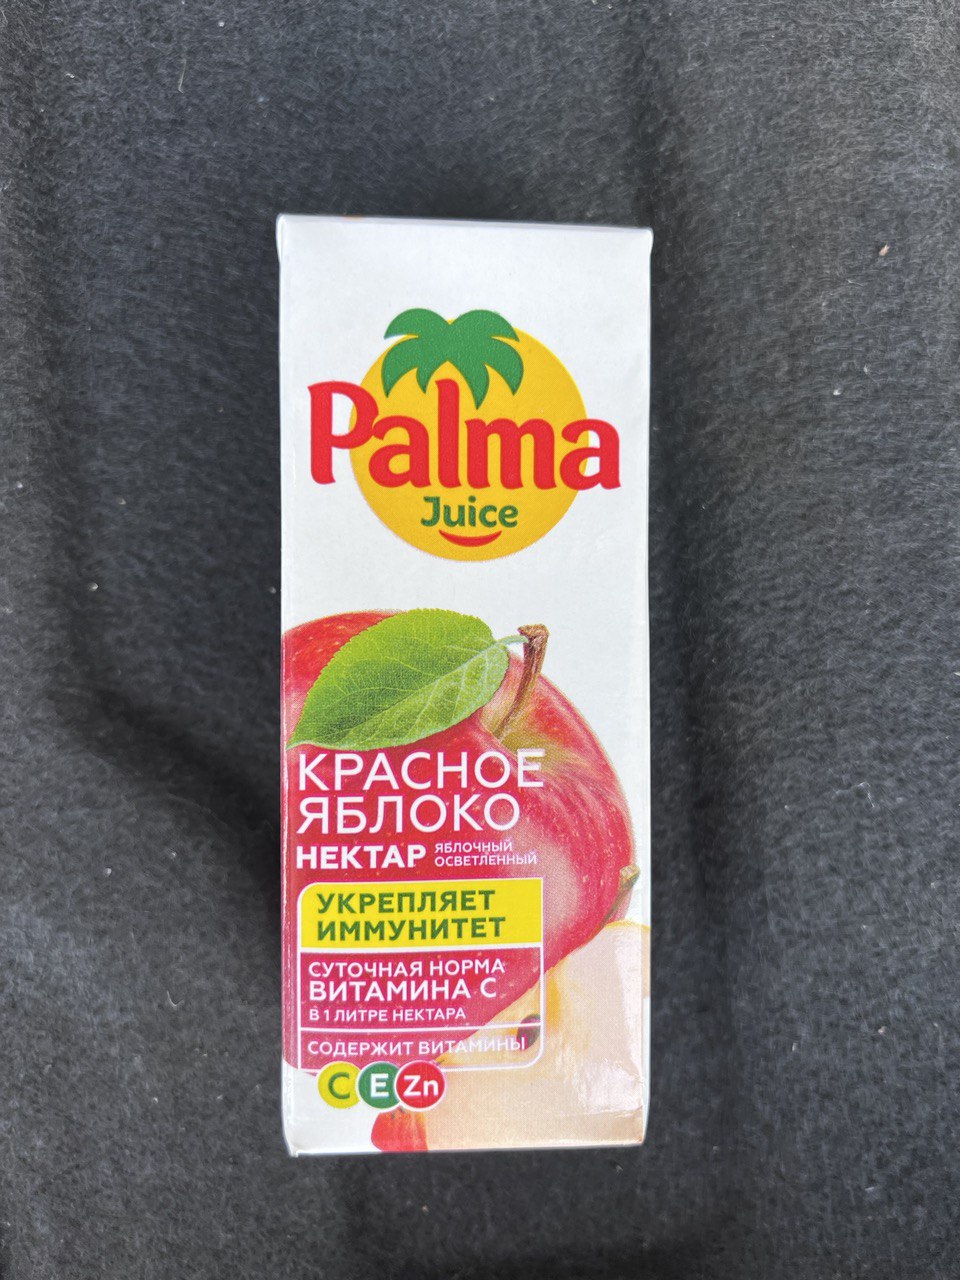 Palma
Juice
КРАСНОЕ
ЯБЛОКО
НЕКТАР ЯБЛОЧНЫЙ
ОСВЕТЛЕННЫЙ
УКРЕПЛЯЕТ
ИММУНИТЕТ
СУТОЧНАЯ НОРМА
ВИТАМИНА С
В 1 ЛИТРЕ НЕКТАРА
СОДЕРЖИТ ВИТАМИНЫ
C E Zn